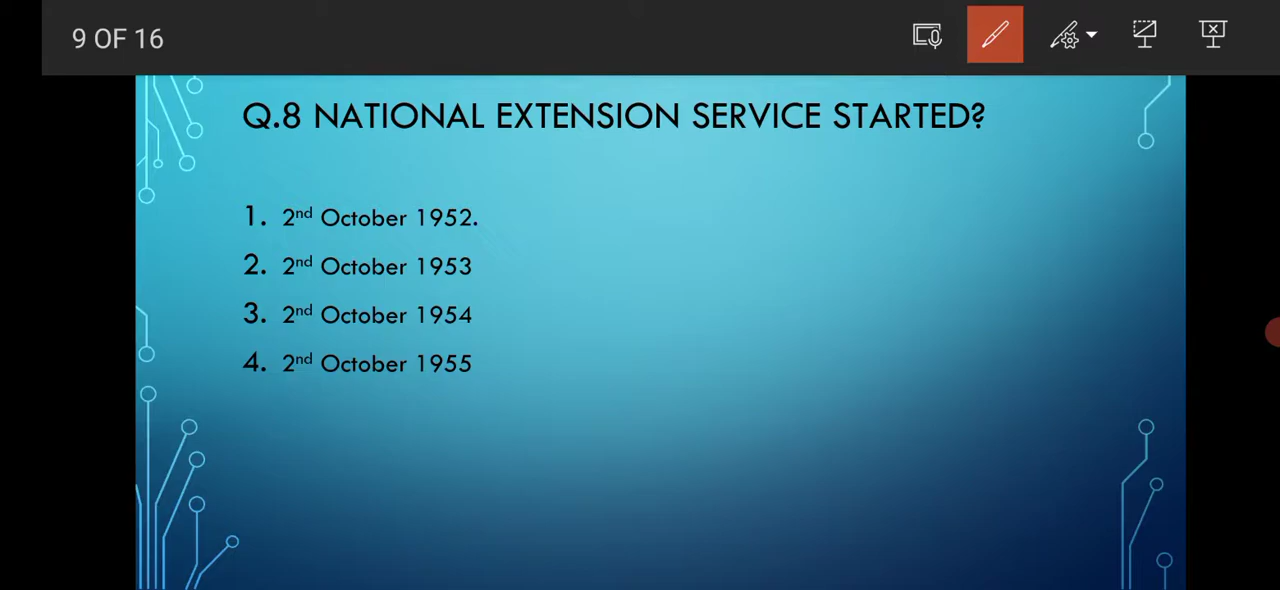 9 OF 16
Q.8 NATIONAL EXTENSION SERVICE STARTED?
1. 2nd October 1952.
2. 2nd October 1953
3. 2nd October 1954
4. 2nd October 1955